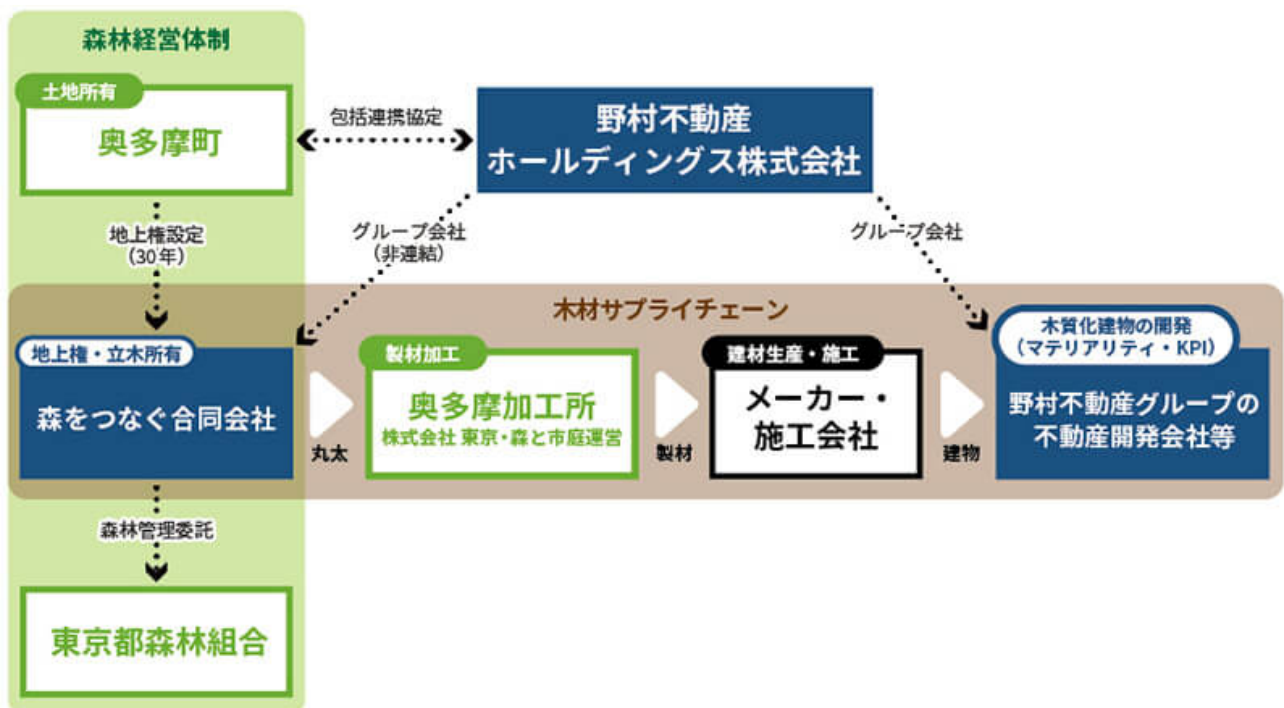 森林経営体制
土地所有
奥多摩町
包括連携協定
野村不動産
ホールディングス株式会社
地上権設定
(30年)
グループ会社
(非連結)
グループ会社
木材サプライチェーン
地上権・立木所有
森をつなぐ合同会社
丸太
製材加工
奥多摩加工所
株式会社 東京・森と市庭運営
製材
建材生産・施工
メーカー・
施工会社
建物
木質化建物の開発
(マテリアリティ・KPI)
野村不動産グループの
不動産開発会社等
森林管理委託
東京都森林組合